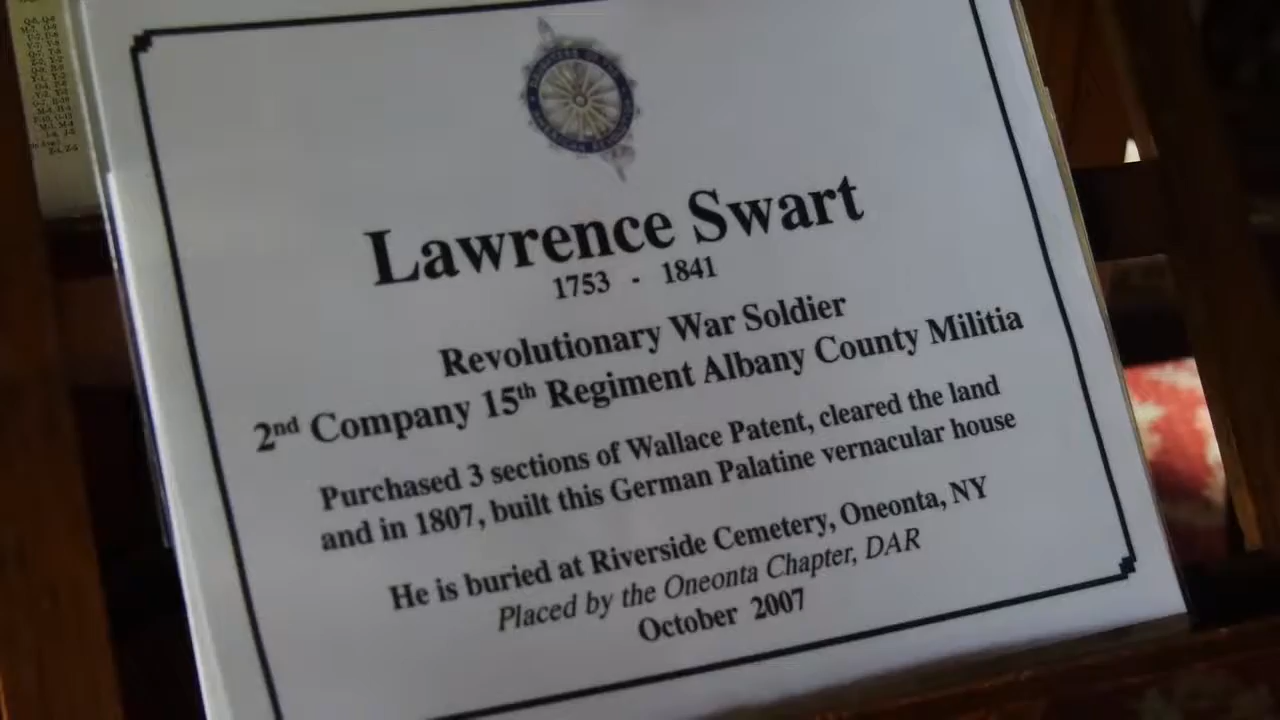 Lawrence Swart
1753 - 1841
Revolutionary War Soldier
2nd Company 15th Regiment Albany County Militia
Purchased 3 sections of Wallace Patent, cleared the land
and in 1807, built this German Palatine vernacular house
He is buried at Riverside Cemetery, Oneonta, NY
Placed by the Oneonta Chapter, DAR
October 2007